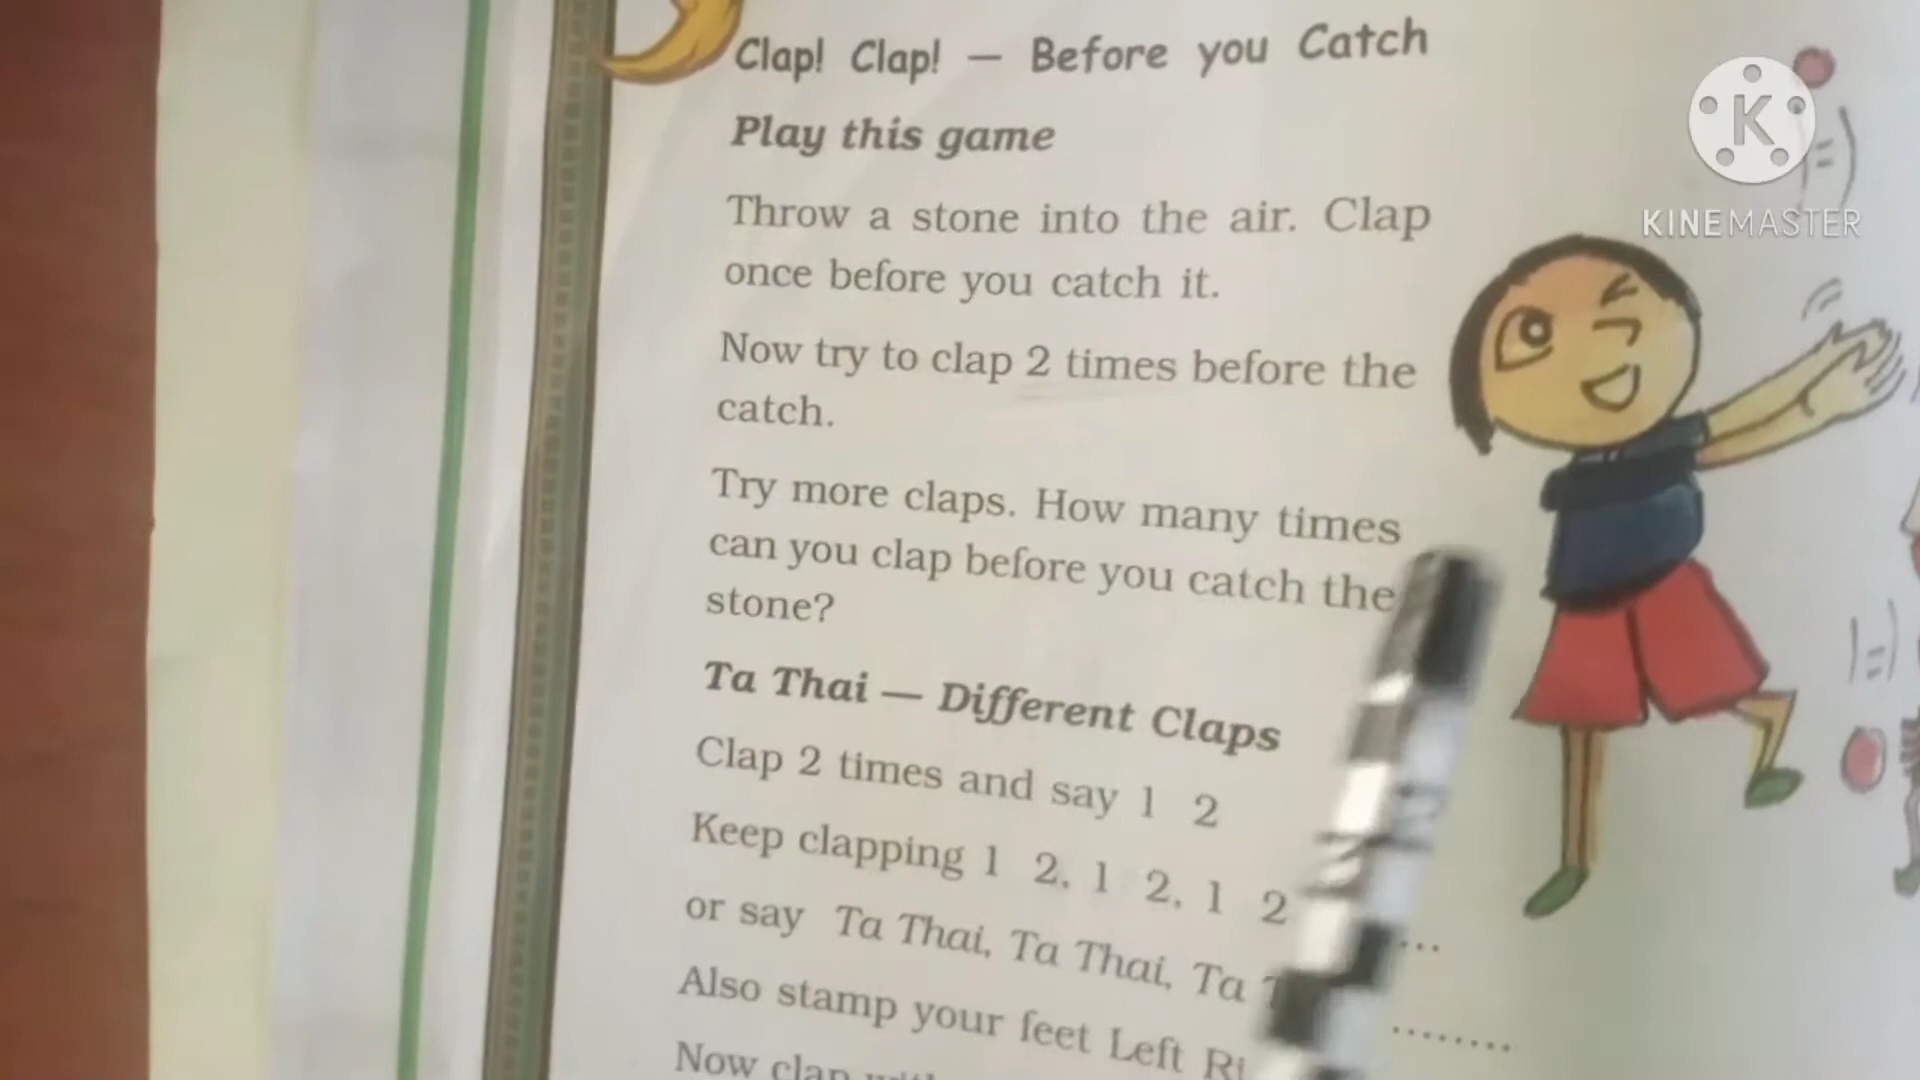 Clap! Clap! — Before you Catch
Play this game
Throw a stone into the air. Clap
once before you catch it.
Now try to clap 2 times before the
catch.
Try more claps. How many times
can you clap before you catch the
stone?
Ta Thai — Different Claps
Clap 2 times and say 1 2
Keep clapping 1 2, 1 2, 1 2 ...
or say Ta Thai, Ta Thai, Ta ........
Also stamp your feet Left
Now clap
K
KINEMASTER